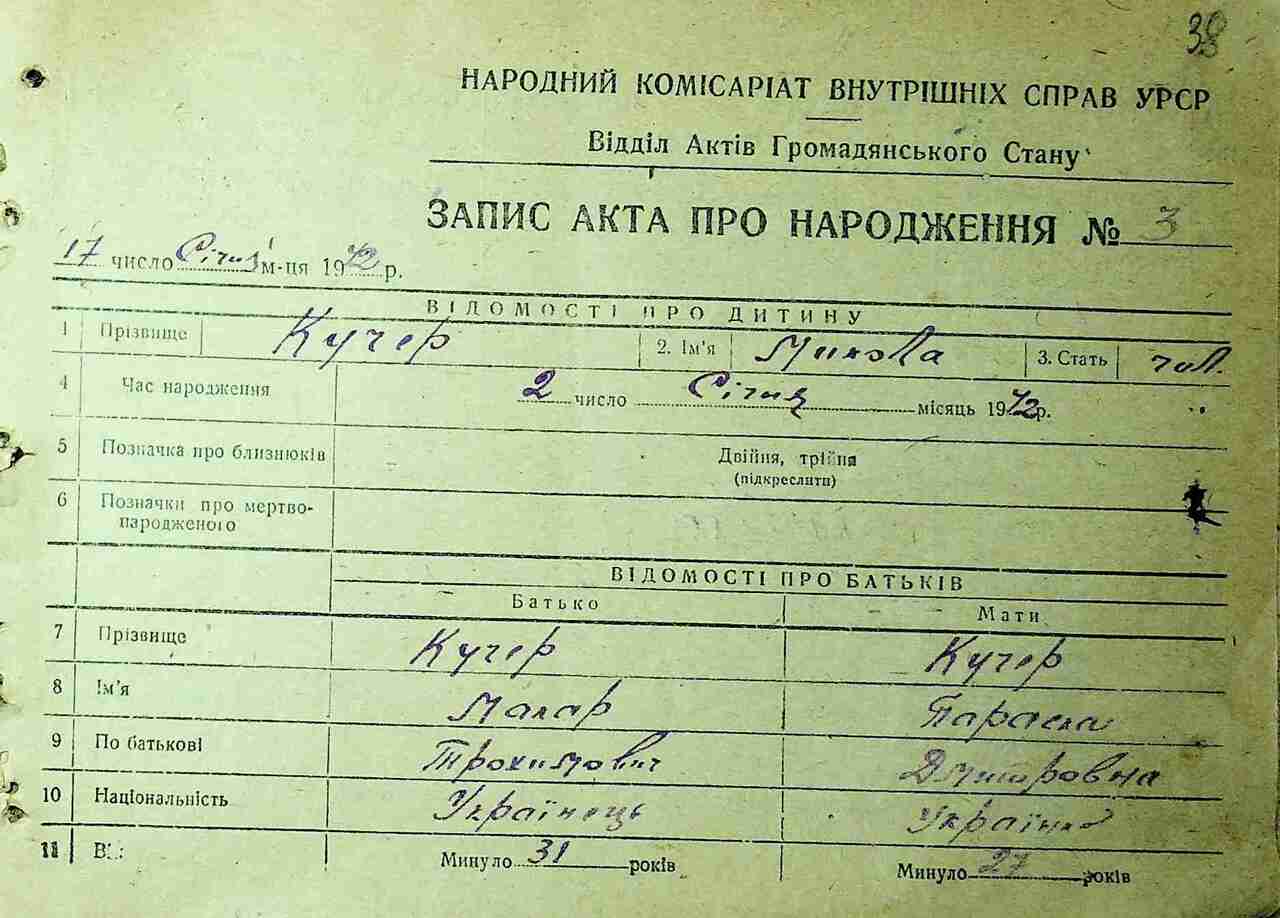 38
НАРОДНИЙ КОМІСАРІАТ ВНУТРІШНІХ СПРАВ УРСР
Відділ Актів Громадянського Стану
ЗАПИС АКТА ПРО НАРОДЖЕННЯ № 3
17 число Січня м-ця 1942 р.
ВІДОМОСТІ ПРО ДИТИНУ
1 Прізвище Кучер 2. Ім'я Микола 3. Стать чол.
4 Час народження 2 число Січня місяць 1942 р.
5 Позначка про близнюків Двійня, трійня
(підкреслити)
6 Позначки про мертво-
народженого
ВІДОМОСТІ ПРО БАТЬКІВ
Батько Мати
7 Прізвище Кучер Кучер
8 Ім'я Макар Параска
9 По батькові Трохимович Дмитровна
10 Національність Українець Українка
11 Минуло 31 років Минуло 27 років